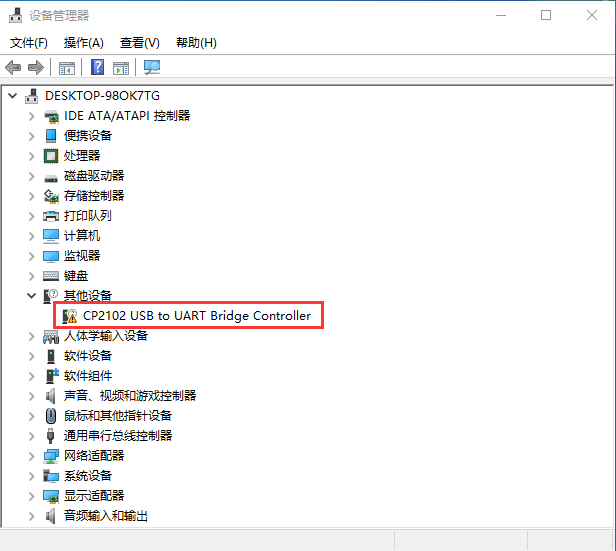 设备管理器
文件(F) 操作(A) 查看(V) 帮助(H)
DESKTOP-98OK7TG
IDE ATA/ATAPI 控制器
便携设备
处理器
磁盘驱动器
存储控制器
打印队列
计算机
监视器
键盘
其他设备
CP2102 USB to UART Bridge Controller
人体学输入设备
软件设备
软件组件
声音、视频和游戏控制器
鼠标和其他指针设备
通用串行总线控制器
网络适配器
系统设备
显示适配器
音频输入和输出